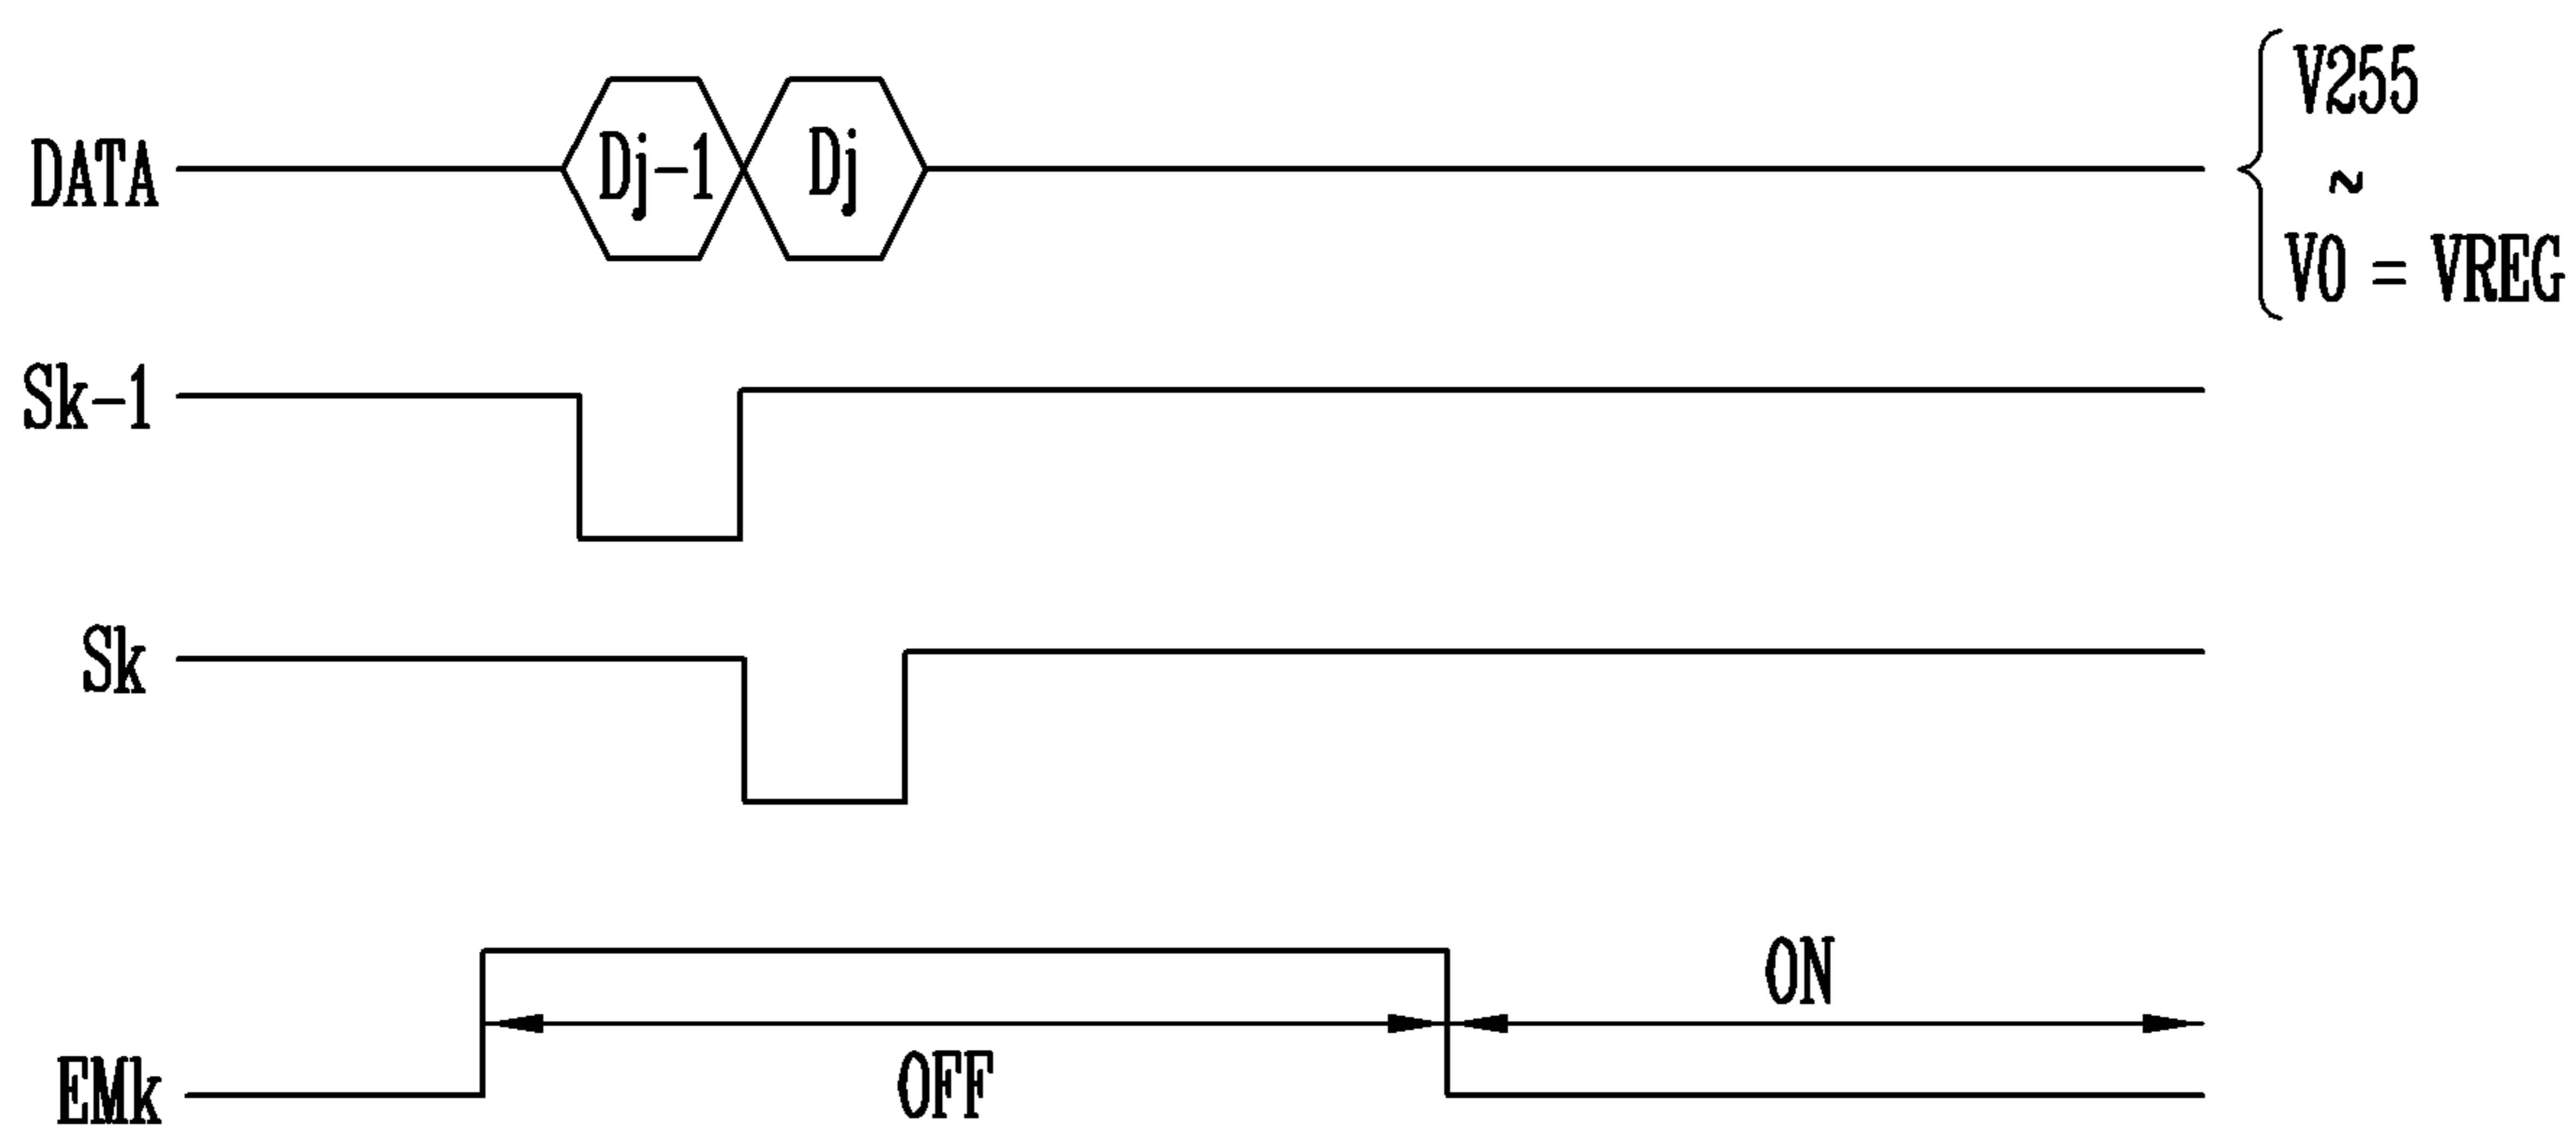 DATA
Dj-1
Dj
V255
~
V0 = VREG
Sk-1
Sk
EMk
OFF
ON